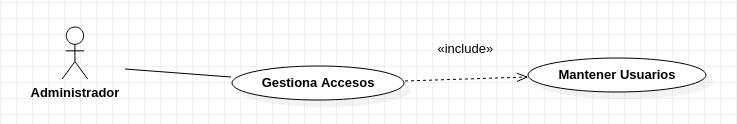 «include»
Gestiona Accesos
Mantener Usuarios
Administrador